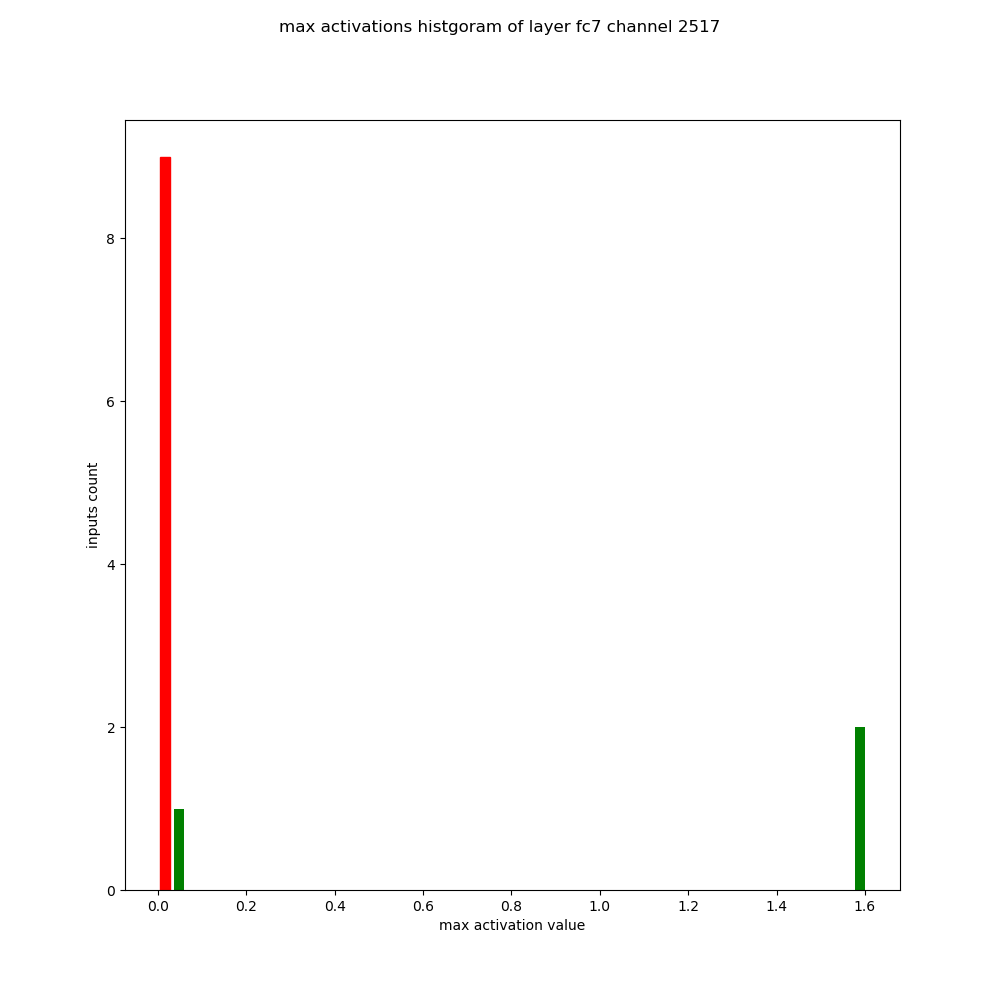 max activations histgoram of layer fc7 channel 2517
8
6
4
2
0
inputs count
0.0 0.2 0.4 0.6 0.8 1.0 1.2 1.4 1.6
max activation value